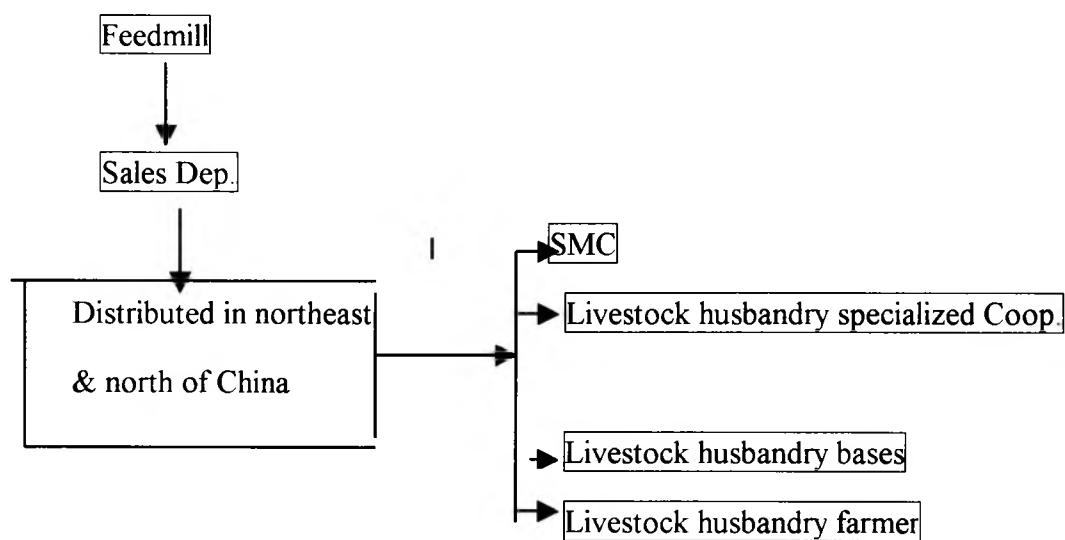 Feedmill
Sales Dep.
SMC
Distributed in northeast
Livestock husbandry specialized Coop.
& north of China
Livestock husbandry bases
Livestock husbandry farmer